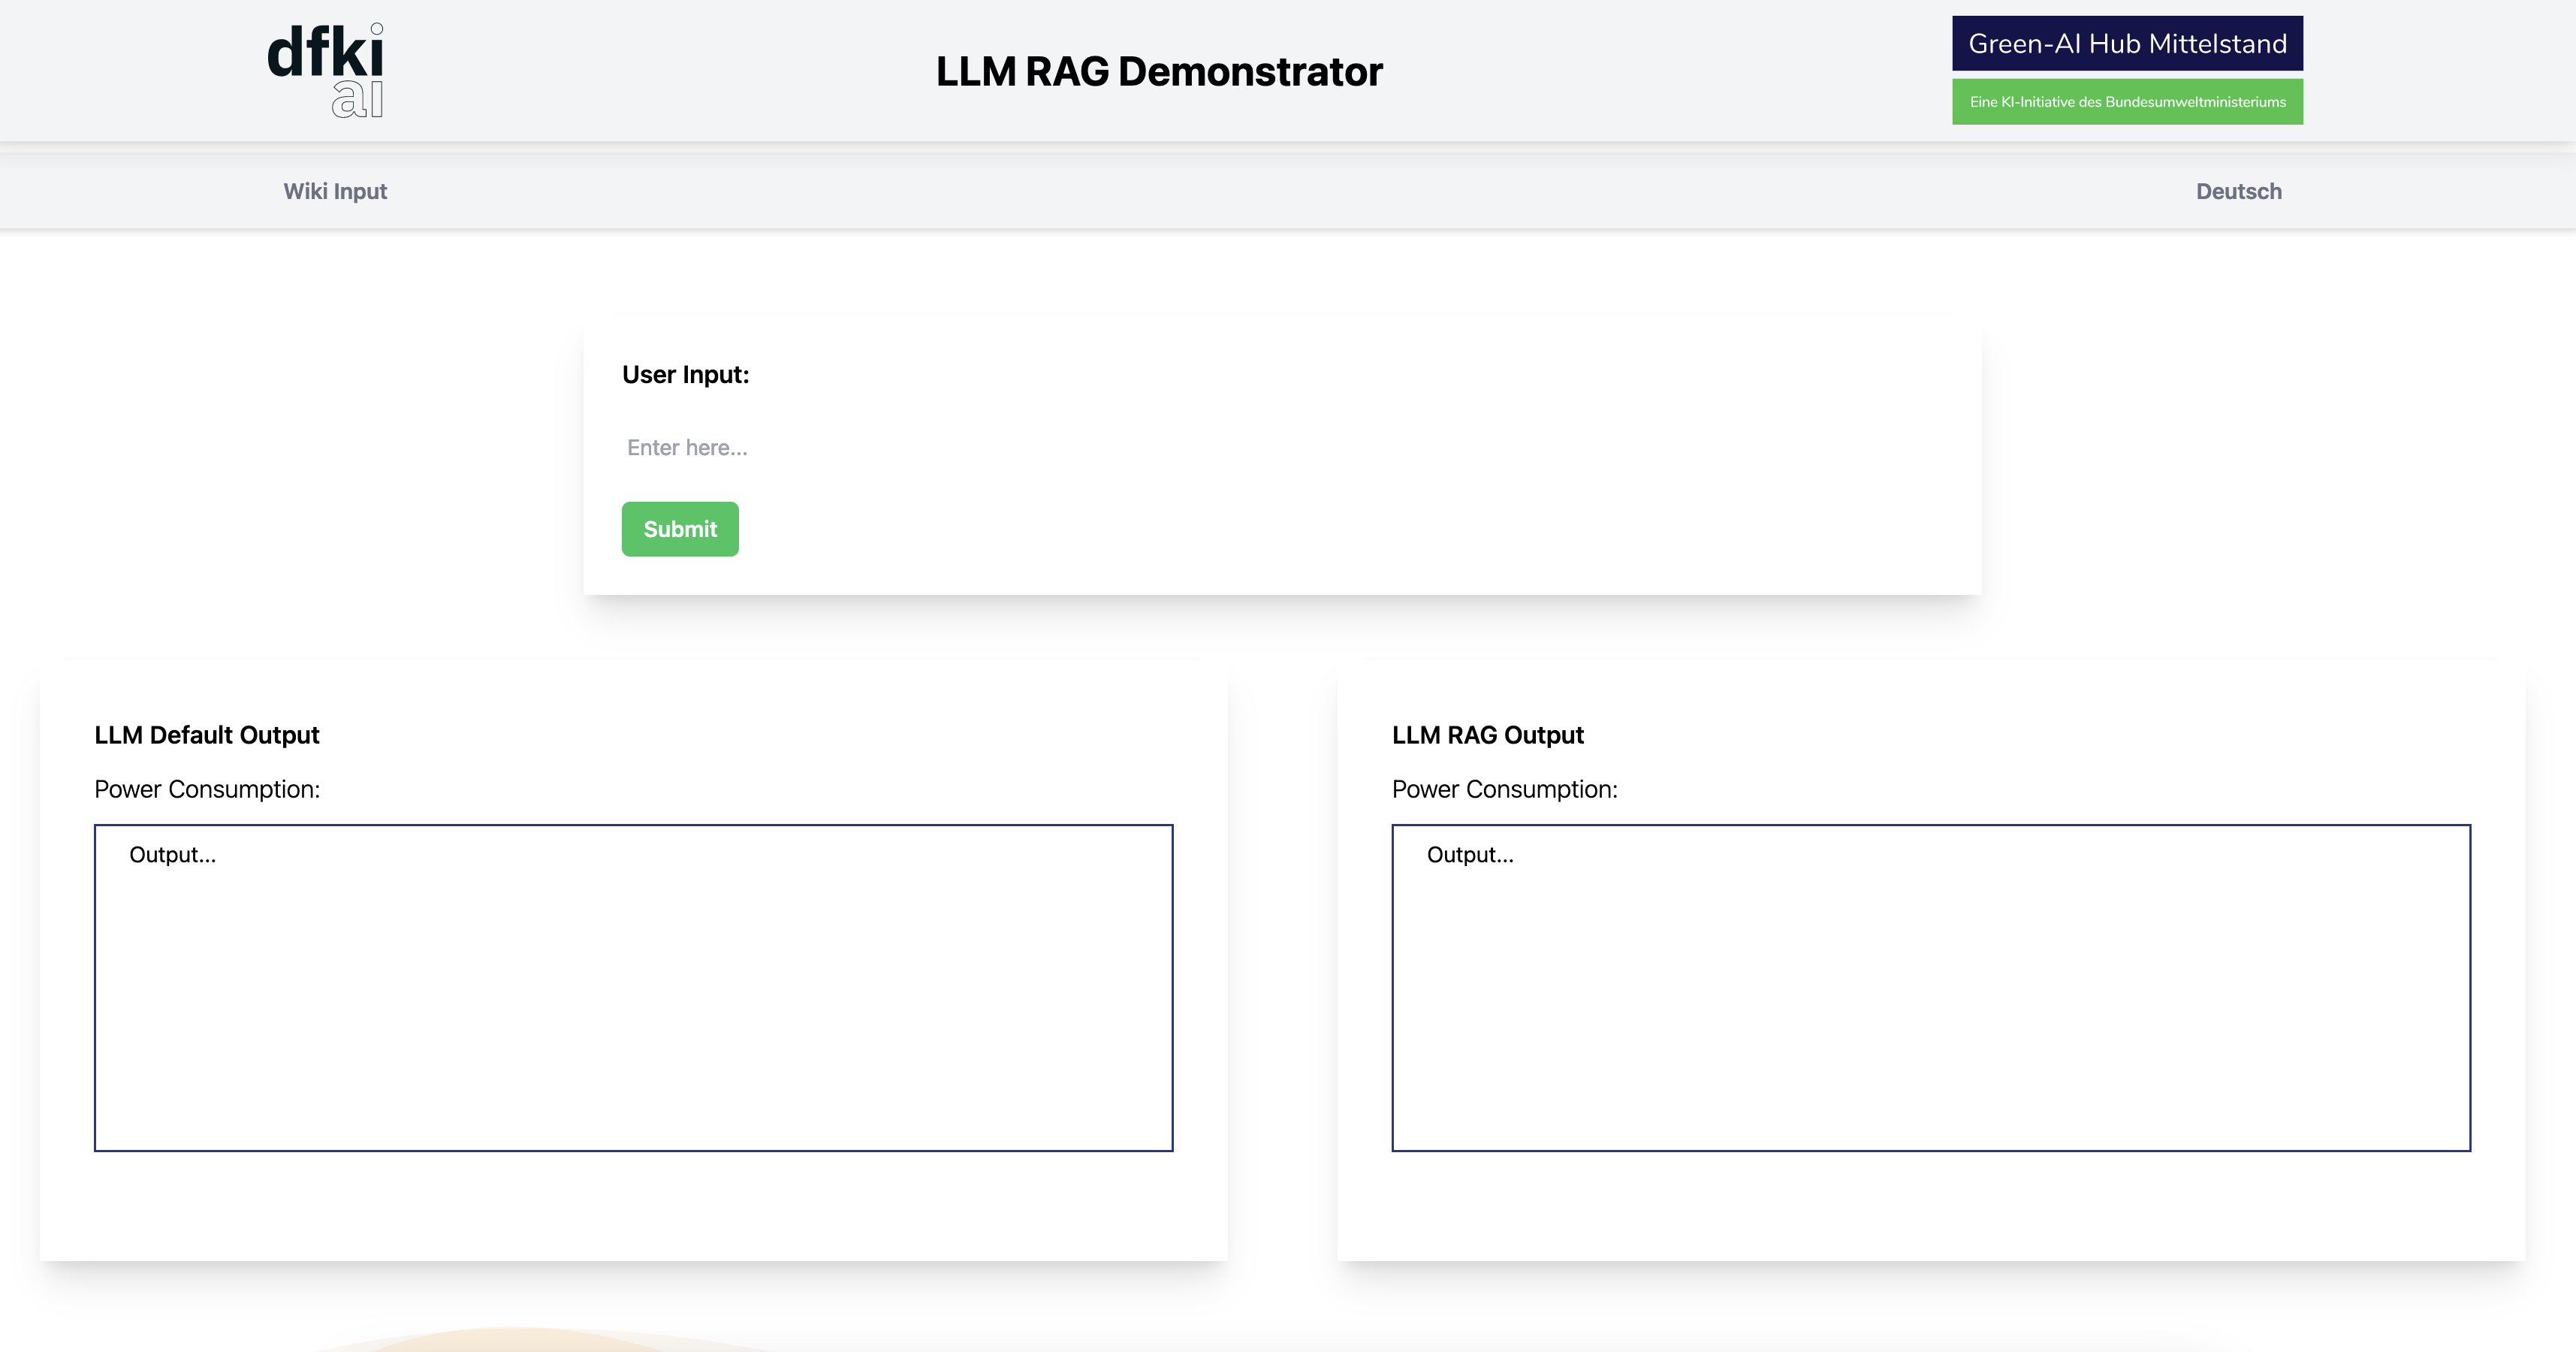 dfki
ai
LLM RAG Demonstrator
Green-AI Hub Mittelstand
Eine KI-Initiative des Bundesumweltministeriums
Wiki Input
Deutsch
User Input:
Enter here...
Submit
LLM Default Output
Power Consumption:
Output...
LLM RAG Output
Power Consumption:
Output...